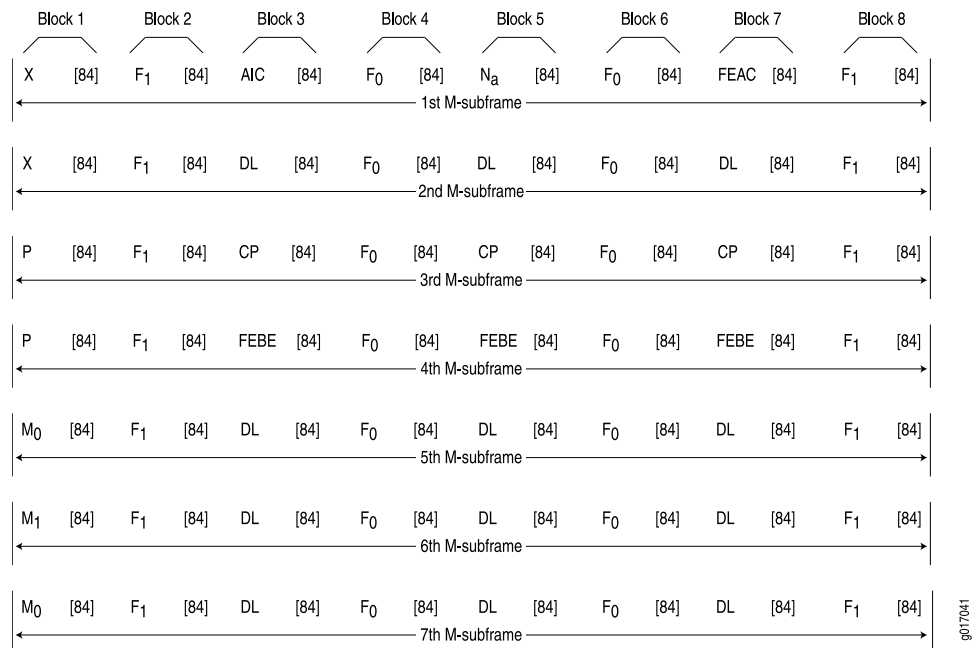 Block 1 Block 2 Block 3 Block 4 Block 5 Block 6 Block 7 Block 8
X [84] F1 [84] AIC [84] F0 [84] Na [84] F0 [84] FEAC [84] F1 [84]
1st M-subframe
X [84] F1 [84] DL [84] F0 [84] DL [84] F0 [84] DL [84] F1 [84]
2nd M-subframe
P [84] F1 [84] CP [84] F0 [84] CP [84] F0 [84] CP [84] F1 [84]
3rd M-subframe
P [84] F1 [84] FEBE [84] F0 [84] FEBE [84] F0 [84] FEBE [84] F1 [84]
4th M-subframe
M0 [84] F1 [84] DL [84] F0 [84] DL [84] F0 [84] DL [84] F1 [84]
5th M-subframe
M1 [84] F1 [84] DL [84] F0 [84] DL [84] F0 [84] DL [84] F1 [84]
6th M-subframe
M0 [84] F1 [84] DL [84] F0 [84] DL [84] F0 [84] DL [84] F1 [84]
7th M-subframe
g017041